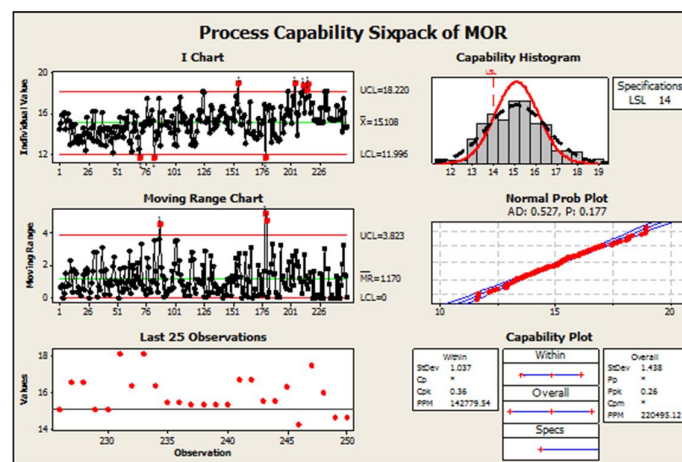 Process Capability Sixpack of MOR
I Chart
Individual Value
20
16
12
UCL=18.220
X=15.108
LCL=11.996
1 26 51 76 101 126 151 176 201 226
Capability Histogram
LSL
Specifications
LSL 14
12 13 14 15 16 17 18 19
Moving Range Chart
Moving Range
4
2
0
UCL=3.823
MR=1.170
LCL=0
1 26 51 76 101 126 151 176 201 226
Normal Prob Plot
AD: 0.527, P: 0.177
10 15 20
Last 25 Observations
Values
18
16
14
230 235 240 245 250
Observation
Capability Plot
Within
StDev 1.037
Cp *
Cpk 0.36
PPM 142779.54
Within
Overall
Specs
Overall
StDev 1.438
Pp *
Ppk 0.26
Cpm *
PPM 220495.12